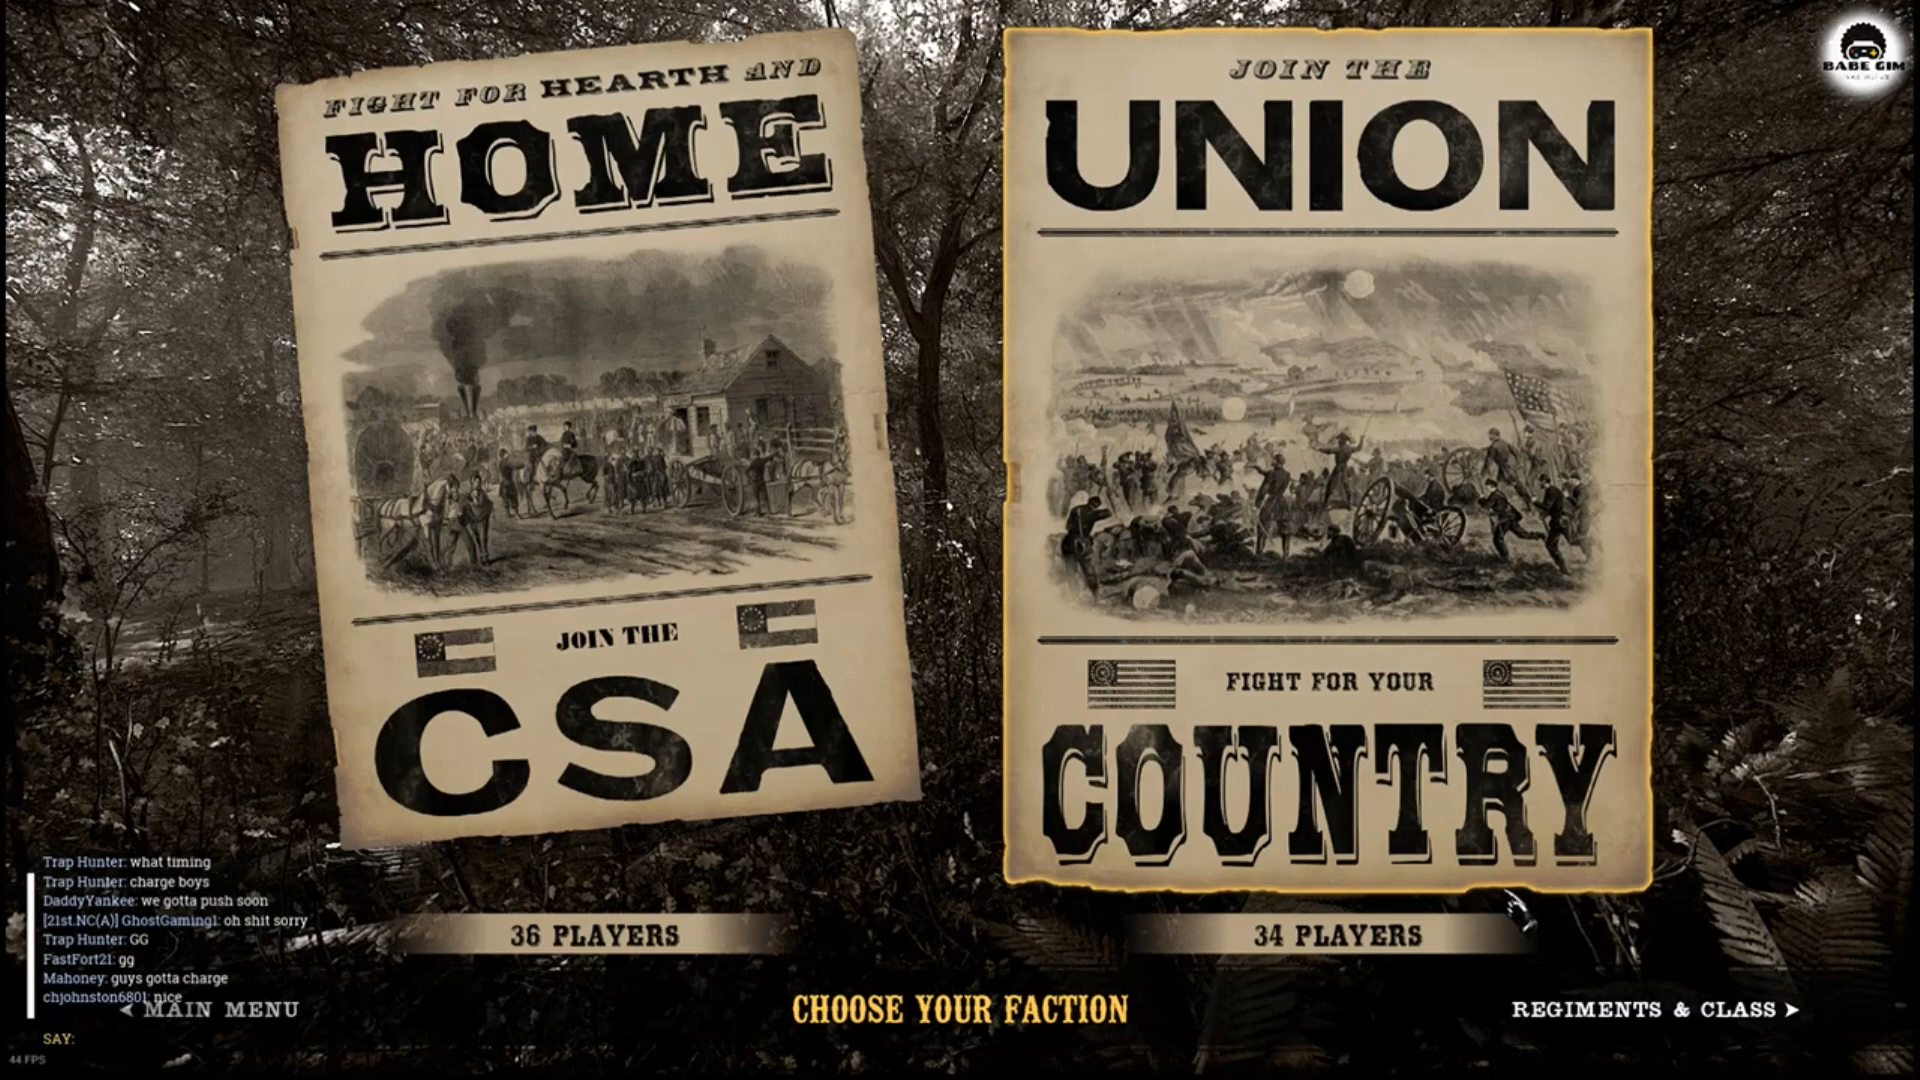 FIGHT FOR HEARTH AND
HOME
JOIN THE
CSA
36 PLAYERS
JOIN THE
UNION
FIGHT FOR YOUR
COUNTRY
34 PLAYERS
BABE GIM
Trap Hunter: what timing
Trap Hunter: charge boys
DaddyYankee: we gotta push soon
[21st.NC(A)] GhostGaming1: oh shit sorry
Trap Hunter: GG
FastFort21: gg
Mahoney: guys gotta charge
chjohnston6801: nice
MAIN MENU
CHOOSE YOUR FACTION
REGIMENTS & CLASS
SAY:
44 FPS